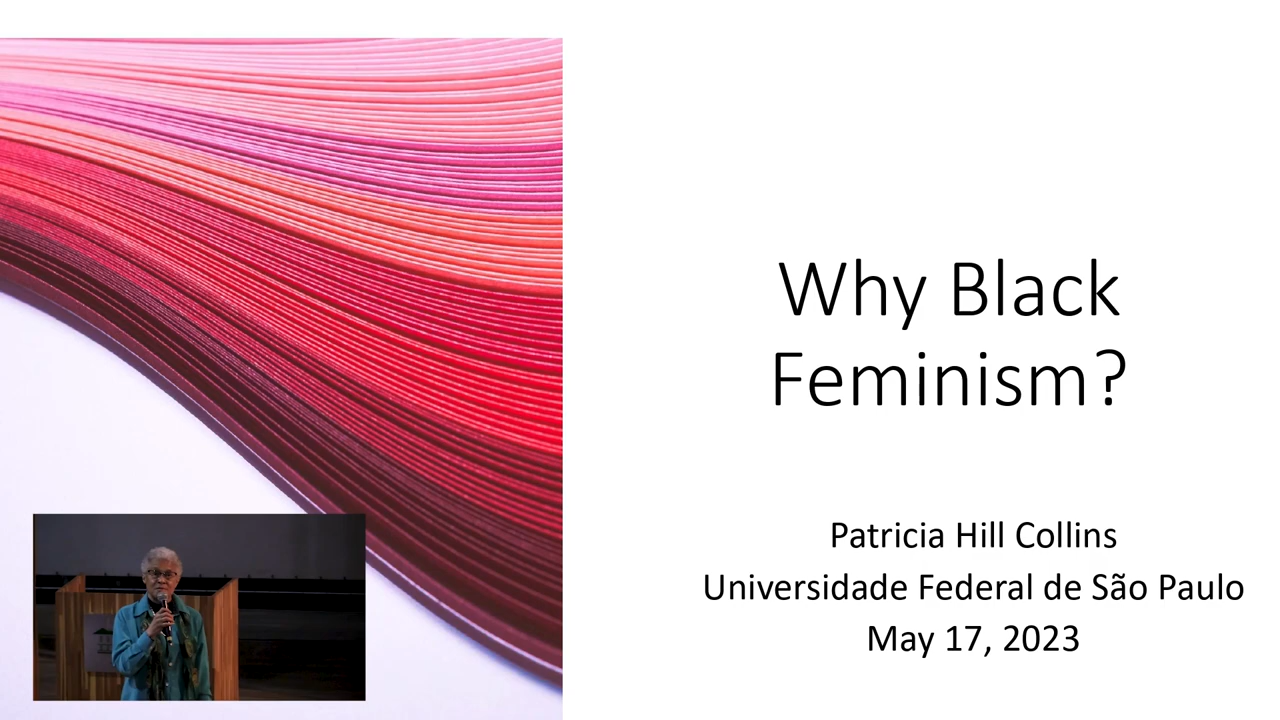 Why Black
Feminism?
Patricia Hill Collins
Universidade Federal de São Paulo
May 17, 2023